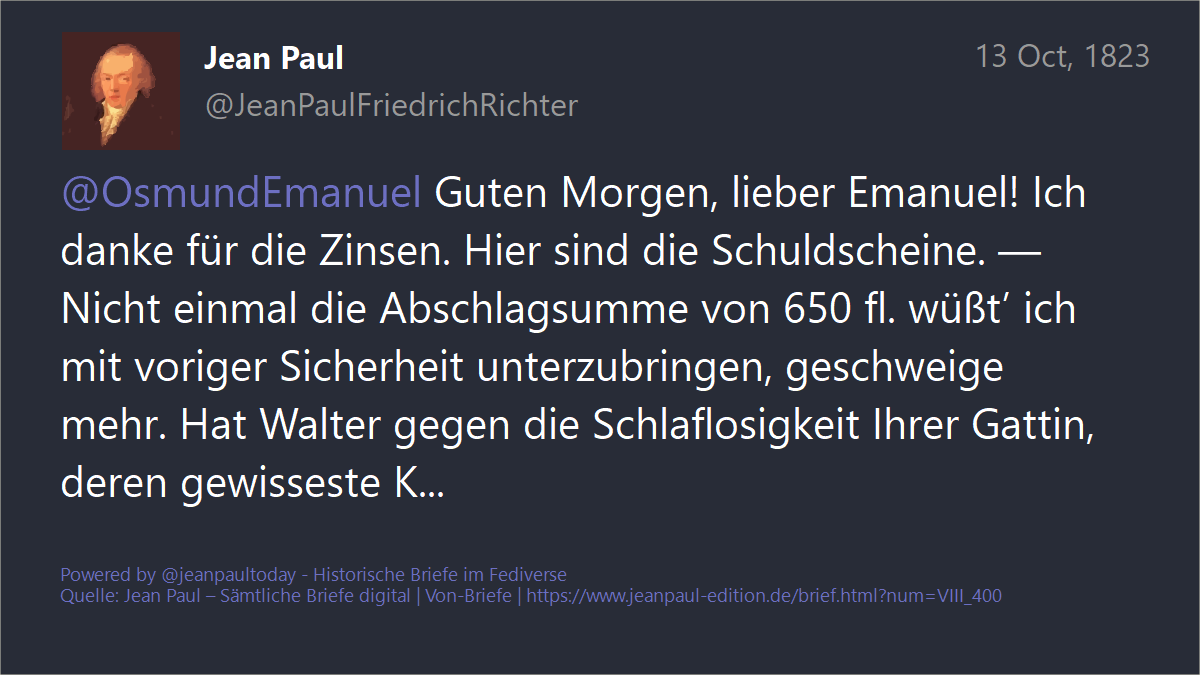 Jean Paul
13 Oct, 1823
@JeanPaulFriedrichRichter
@OsmundEmanuel Guten Morgen, lieber Emanuel! Ich
danke für die Zinsen. Hier sind die Schuldscheine. —
Nicht einmal die Abschlagsumme von 650 fl. wüßt’ ich
mit voriger Sicherheit unterzubringen, geschweige
mehr. Hat Walter gegen die Schlaflosigkeit Ihrer Gattin,
deren gewisseste K...
Powered by @jeanpaultoday - Historische Briefe im Fediverse
Quelle: Jean Paul – Sämtliche Briefe digital | Von-Briefe | https://www.jeanpaul-edition.de/brief.html?num=VIII_400